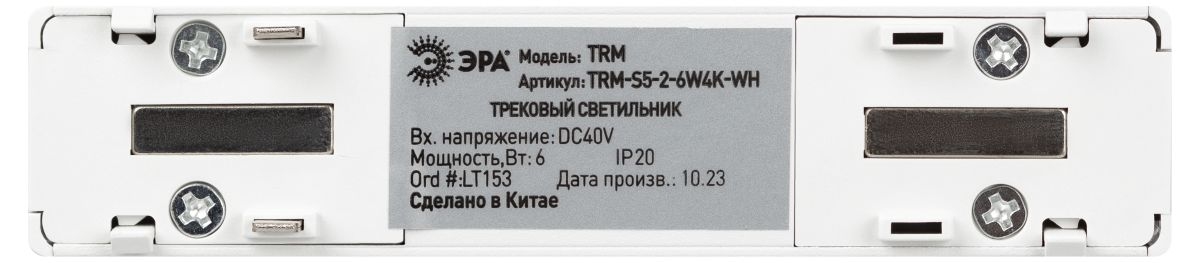 ЭРА® Модель: TRM
Артикул: TRM-S5-2-6W4K-WH
ТРЕКОВЫЙ СВЕТИЛЬНИК
Вх. напряжение: DC40V
Мощность,Вт: 6 IP20
Ord #:LT153 Дата произв.: 10.23
Сделано в Китае